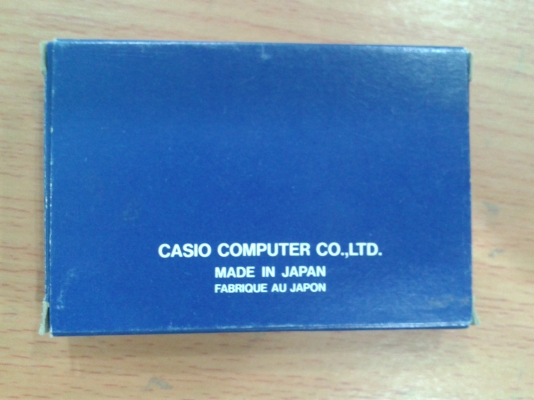 CASIO COMPUTER CO.,LTD.
MADE IN JAPAN
FABRIQUE AU JAPON